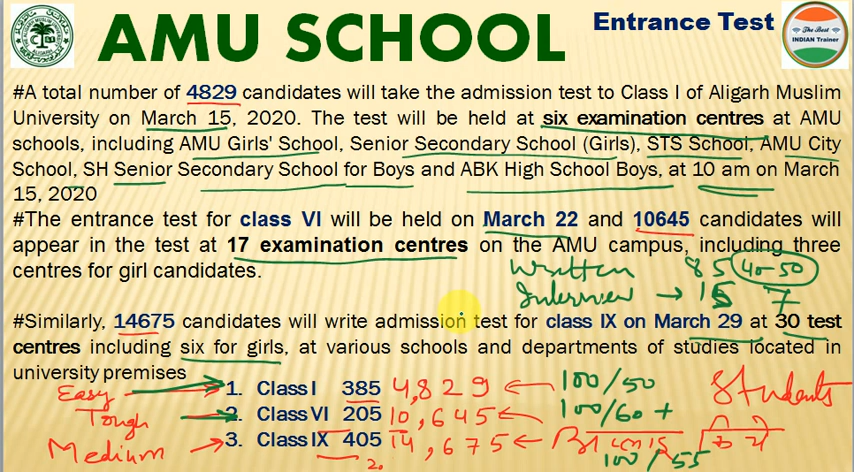 AMU SCHOOL
Entrance Test
The Best
INDIAN Trainer
#A total number of 4829 candidates will take the admission test to Class I of Aligarh Muslim
University on March 15, 2020. The test will be held at six examination centres at AMU
schools, including AMU Girls' School, Senior Secondary School (Girls), STS School, AMU City
School, SH Senior Secondary School for Boys and ABK High School Boys, at 10 am on March
15, 2020
#The entrance test for class VI will be held on March 22 and 10645 candidates will
appear in the test at 17 examination centres on the AMU campus, including three
centres for girl candidates.
Written 85 40-50
Interview → 15 7
#Similarly, 14675 candidates will write admission test for class IX on March 29 at 30 test
centres including six for girls, at various schools and departments of studies located in
university premises
Easy 1. Class I 385 4,829 100/50 Students
Tough 2. Class VI 205 10,645 100/60+
Medium 3. Class IX 405 14,675
20 100/55